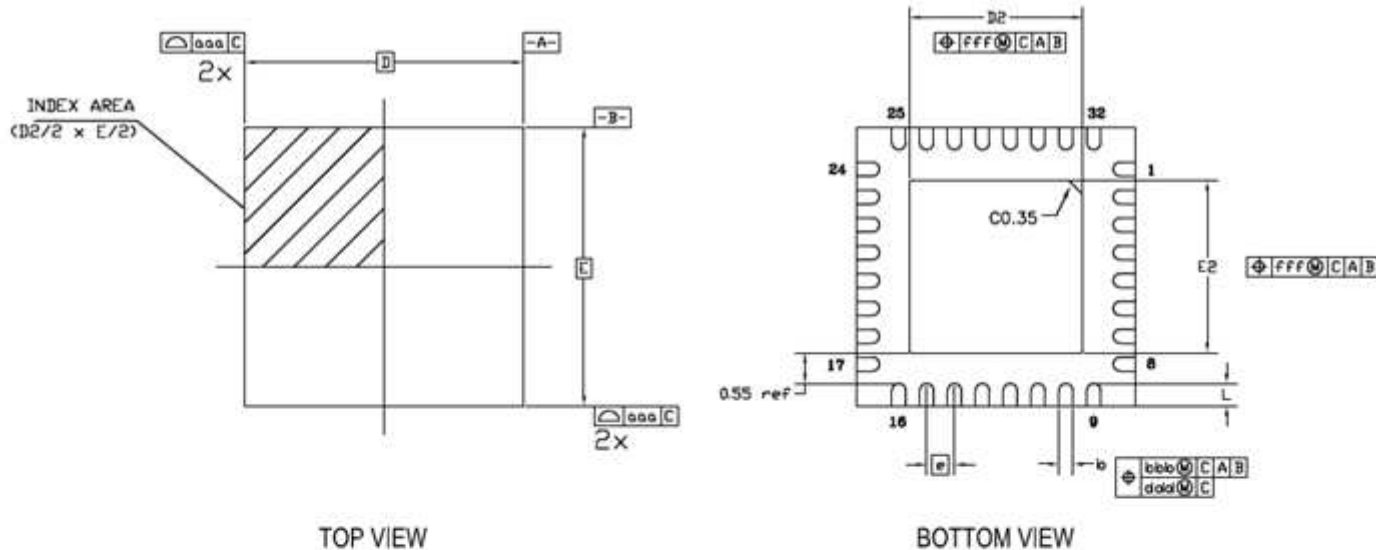 aaa C
2x
D
-A-
INDEX AREA
(D2/2 x E/2)
-B-
E
aaa C
2x
TOP VIEW
D2
fff M C A B
25
32
24
1
C0.35
E2
fff M C A B
17
8
0.55 ref
L
16
9
e
b
bbb M C A B
ddd M C
BOTTOM VIEW